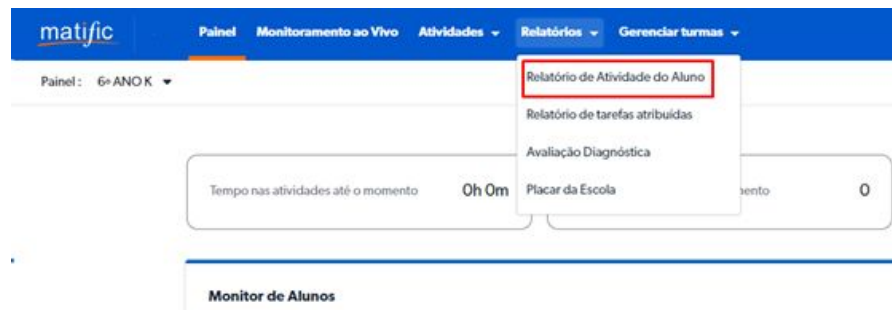 matific Painel Monitoramento ao Vivo Atividades Relatórios Gerenciar turmas
Painel: 6º ANO K
Relatório de Atividade do Aluno
Relatório de tarefas atribuídas
Avaliação Diagnóstica
Placar da Escola
Tempo nas atividades até o momento 0h 0m
mento 0
Monitor de Alunos